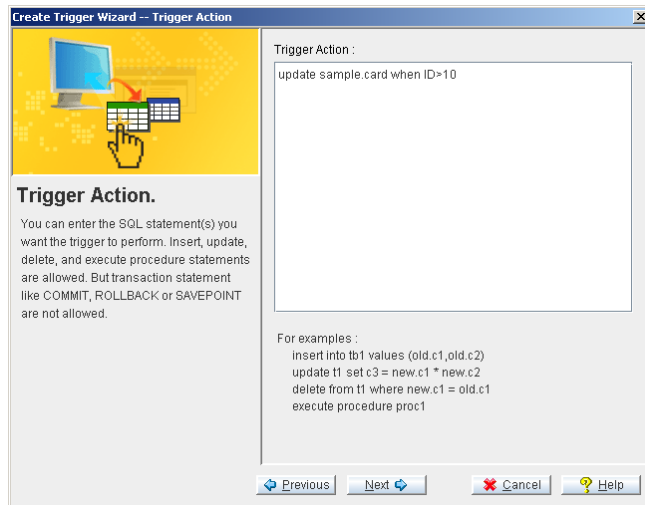 Create Trigger Wizard -- Trigger Action
Trigger Action.
You can enter the SQL statement(s) you
want the trigger to perform. Insert, update,
delete, and execute procedure statements
are allowed. But transaction statement
like COMMIT, ROLLBACK or SAVEPOINT
are not allowed.
Trigger Action :
update sample.card when ID>10
For examples :
insert into tb1 values (old.c1,old.c2)
update t1 set c3 = new.c1 * new.c2
delete from t1 where new.c1 = old.c1
execute procedure proc1
Previous
Next
Cancel
Help